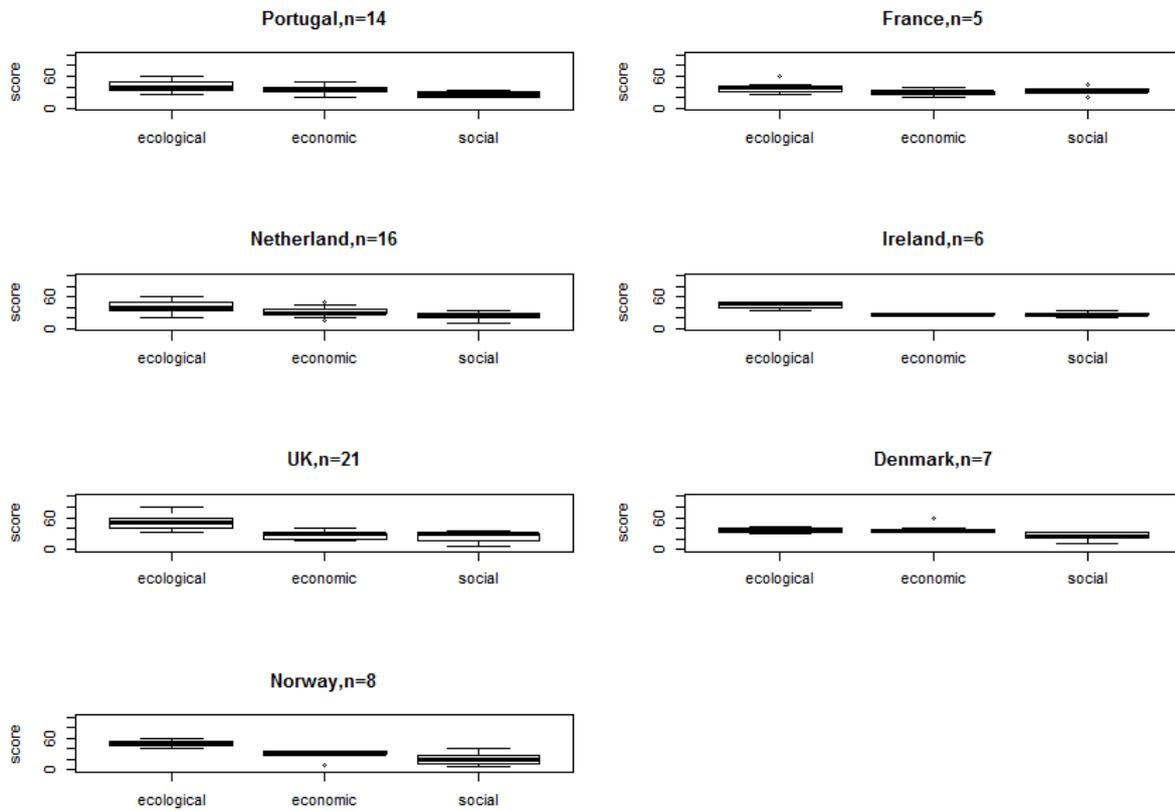 Portugal,n=14
score
60
0
ecological economic social
France,n=5
score
60
0
ecological economic social
Netherland,n=16
score
60
0
ecological economic social
Ireland,n=6
score
60
0
ecological economic social
UK,n=21
score
60
0
ecological economic social
Denmark,n=7
score
60
0
ecological economic social
Norway,n=8
score
60
0
ecological economic social